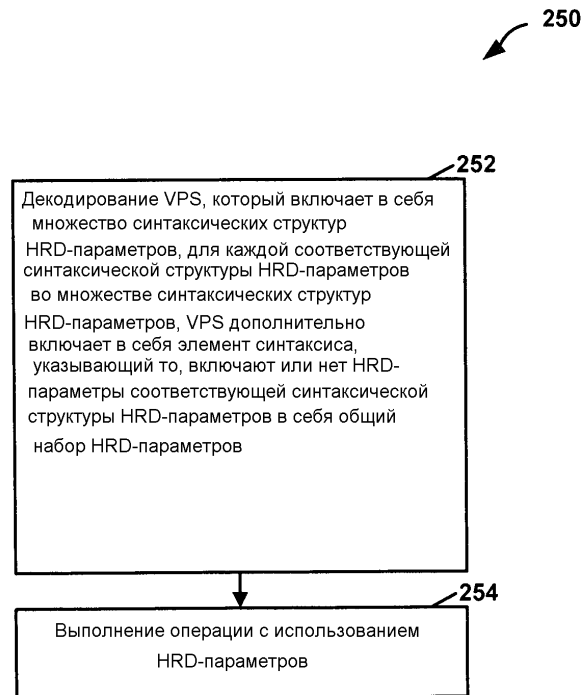 250
252
Декодирование VPS, который включает в себя
множество синтаксических структур
HRD-параметров, для каждой соответствующей
синтаксической структуры HRD-параметров
во множестве синтаксических структур
HRD-параметров, VPS дополнительно
включает в себя элемент синтаксиса,
указывающий то, включают или нет HRD-
параметры соответствующей синтаксической
структуры HRD-параметров в себя общий
набор HRD-параметров
254
Выполнение операции с использованием
HRD-параметров